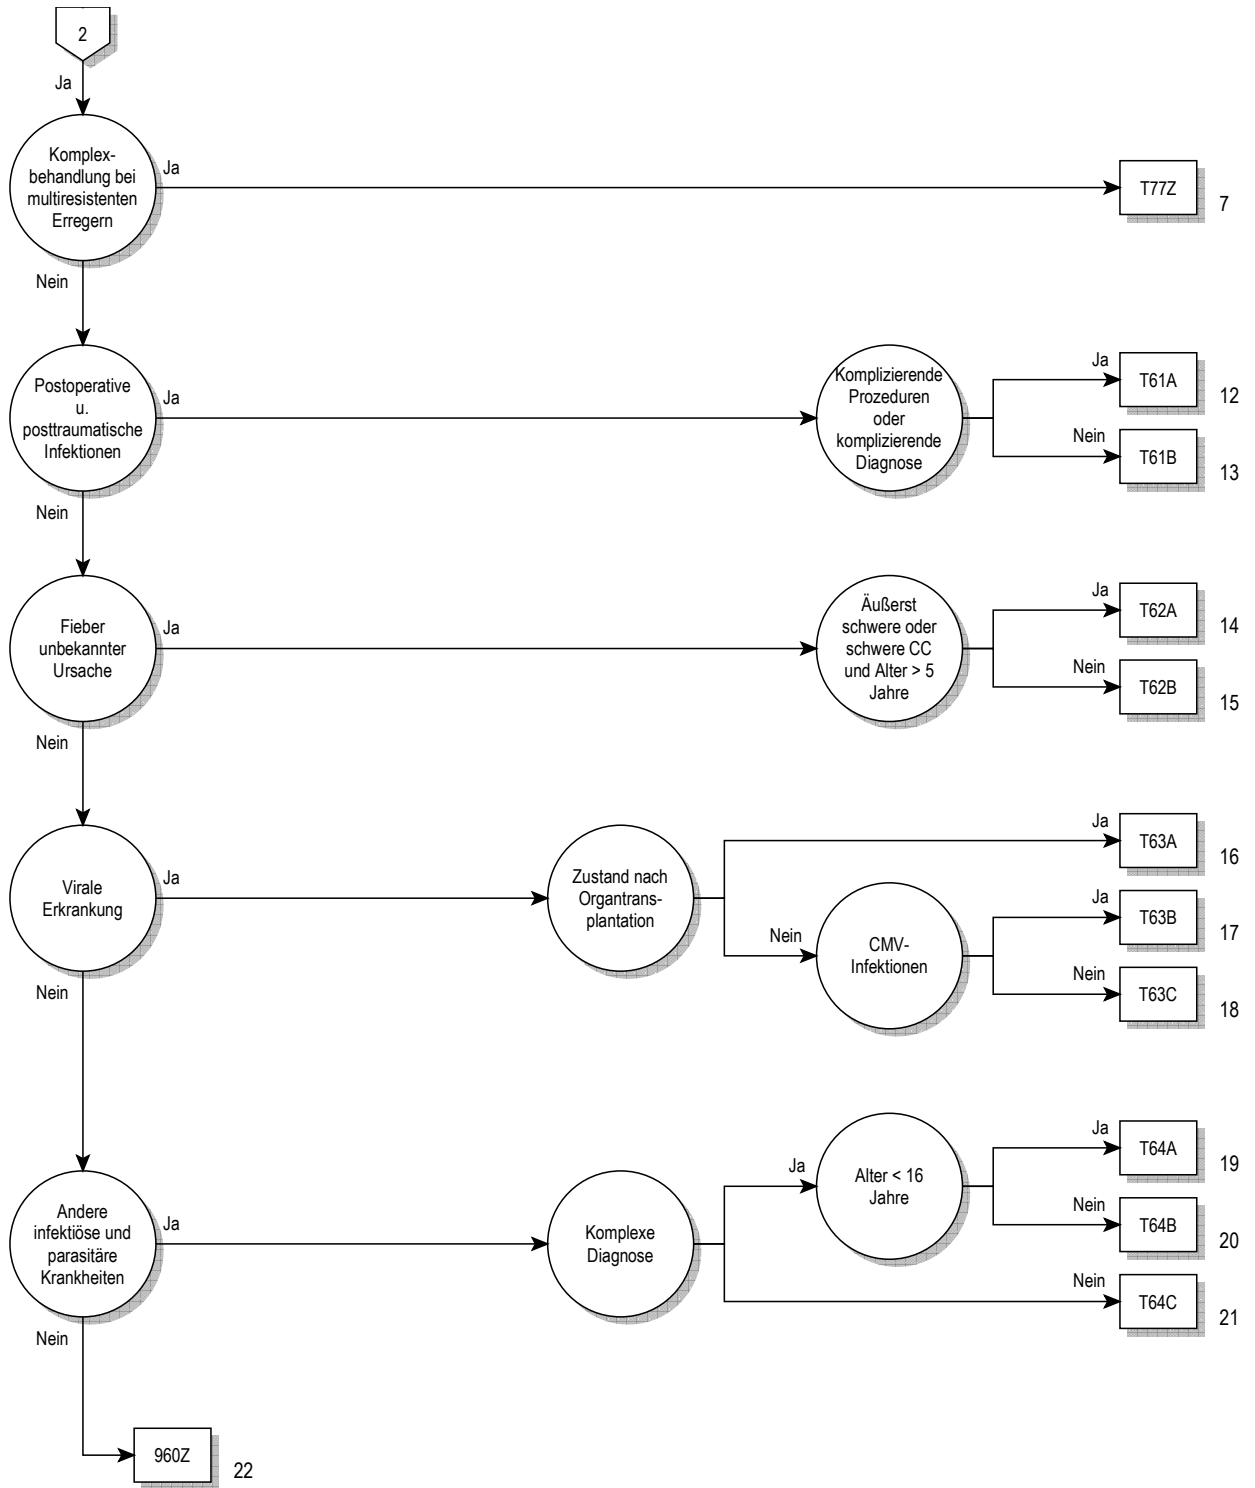 2
Ja
Komplex-
behandlung bei
multiresistenten
Erregern
Ja
T77Z
7
Nein
Postoperative
u.
posttraumatische
Infektionen
Ja
Komplizierende
Prozeduren
oder
komplizierende
Diagnose
Ja
T61A
12
Nein
T61B
13
Nein
Fieber
unbekannter
Ursache
Ja
Äußerst
schwere oder
schwere CC
und Alter > 5
Jahre
Ja
T62A
14
Nein
T62B
15
Nein
Virale
Erkrankung
Ja
Zustand nach
Organtrans-
plantation
Ja
T63A
16
Nein
CMV-
Infektionen
Ja
T63B
17
Nein
T63C
18
Nein
Andere
infektiöse und
parasitäre
Krankheiten
Ja
Komplexe
Diagnose
Ja
Alter < 16
Jahre
Ja
T64A
19
Nein
T64B
20
Nein
T64C
21
Nein
960Z
22